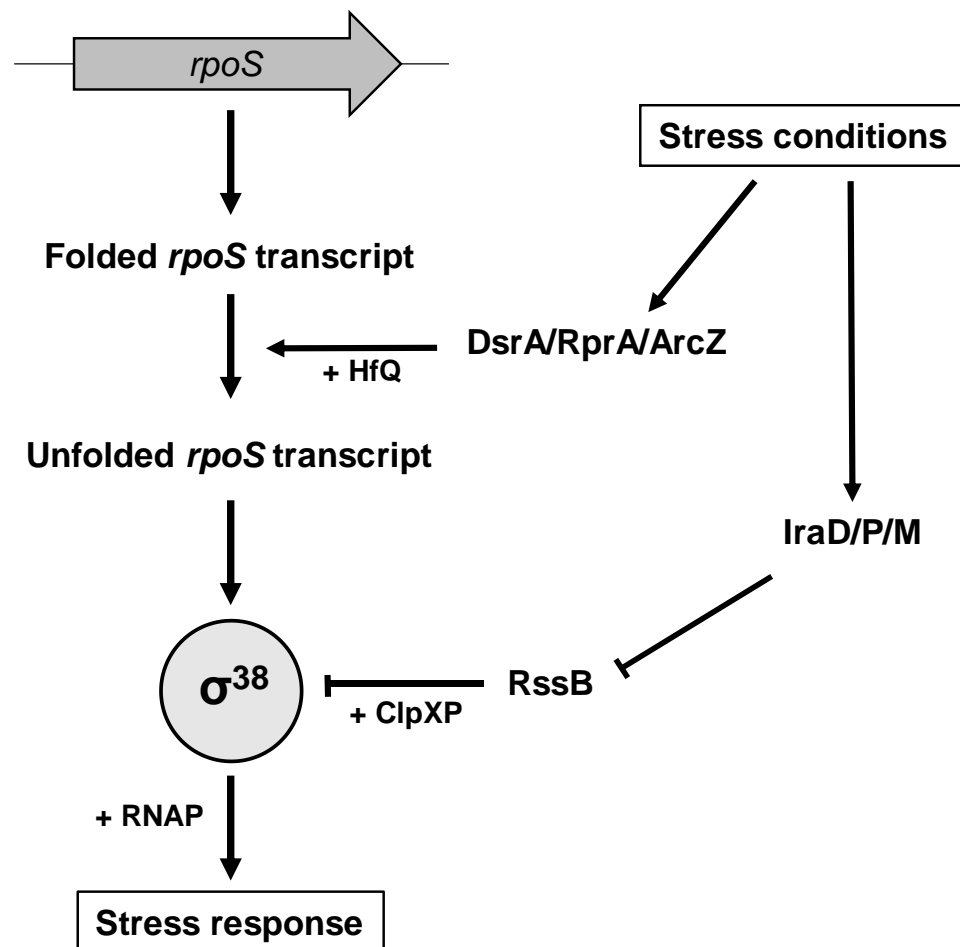 rpoS
Stress conditions
Folded rpoS transcript
DsrA/RprA/ArcZ
+ HfQ
Unfolded rpoS transcript
IraD/P/M
σ³⁸
RssB
+ ClpXP
+ RNAP
Stress response